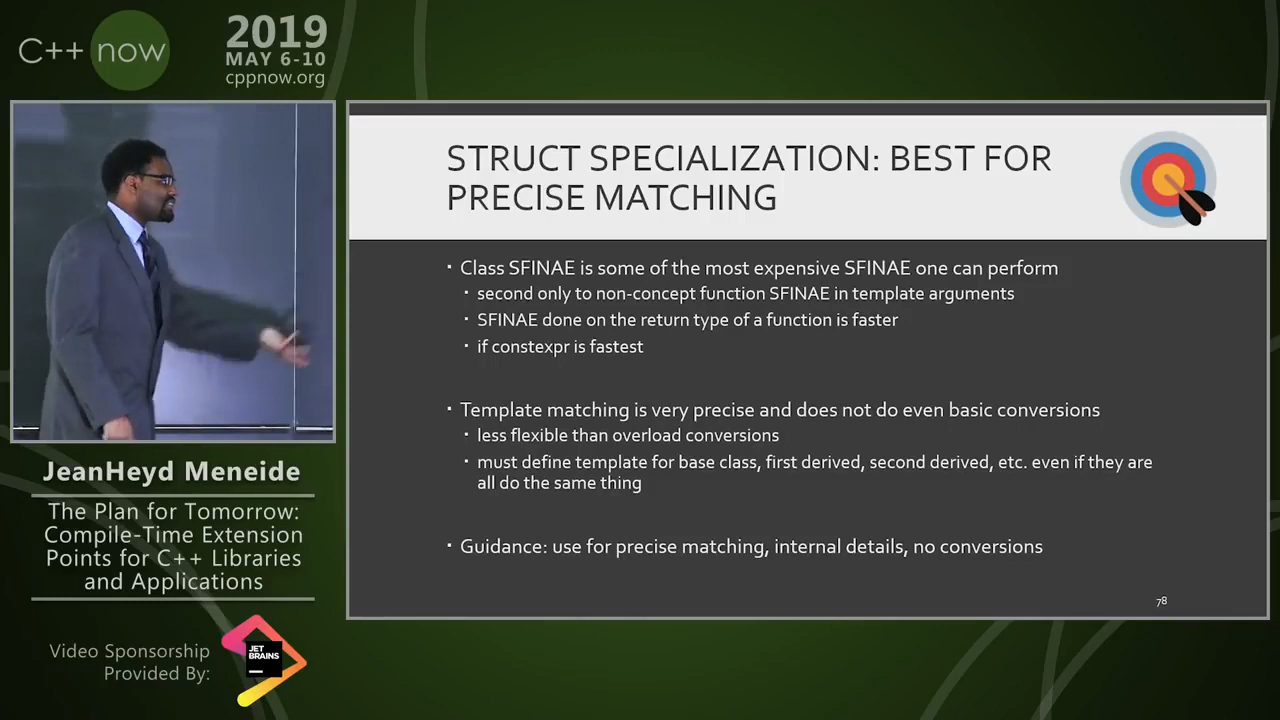 C++ now
2019
MAY 6-10
cppnow.org
STRUCT SPECIALIZATION: BEST FOR
PRECISE MATCHING
▪ Class SFINAE is some of the most expensive SFINAE one can perform
▪ second only to non-concept function SFINAE in template arguments
▪ SFINAE done on the return type of a function is faster
▪ if constexpr is fastest
▪ Template matching is very precise and does not do even basic conversions
▪ less flexible than overload conversions
▪ must define template for base class, first derived, second derived, etc. even if they are
all do the same thing
▪ Guidance: use for precise matching, internal details, no conversions
78
JeanHeyd Meneide
The Plan for Tomorrow:
Compile-Time Extension
Points for C++ Libraries
and Applications
Video Sponsorship
Provided By:
JET
BRAINS